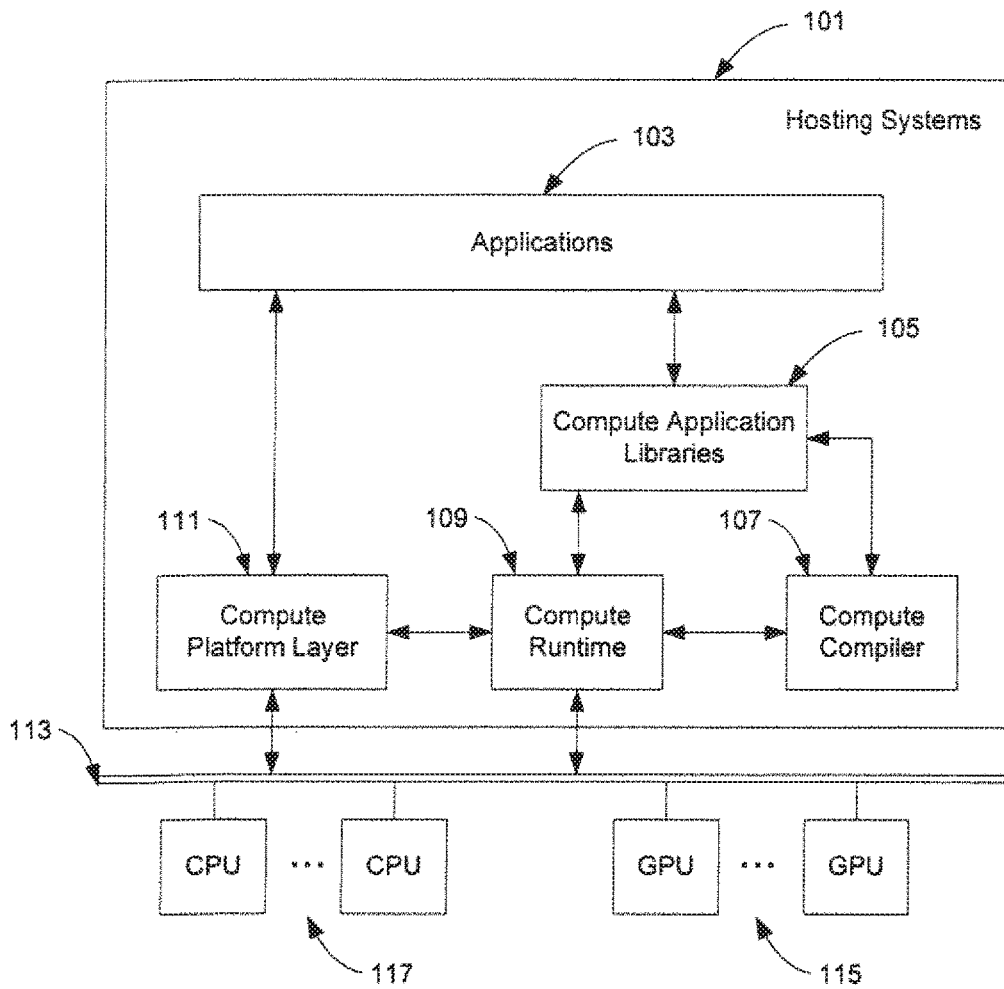 101
Hosting Systems
103
Applications
105
Compute Application
Libraries
111
109
107
Compute
Platform Layer
Compute
Runtime
Compute
Compiler
113
CPU
...
CPU
GPU
...
GPU
117
115